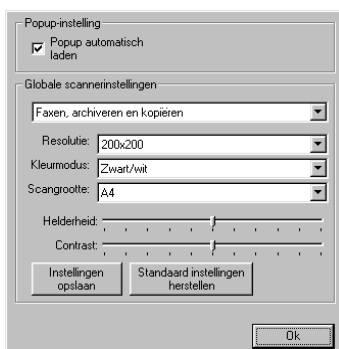 Popup-instelling
Popup automatisch
laden
Globale scannerinstellingen
Faxen, archiveren en kopiëren
Resolutie: 200x200
Kleurmodus: Zwart/wit
Scangrootte: A4
Helderheid:
Contrast:
Instellingen
opslaan
Standaard instellingen
herstellen
Ok